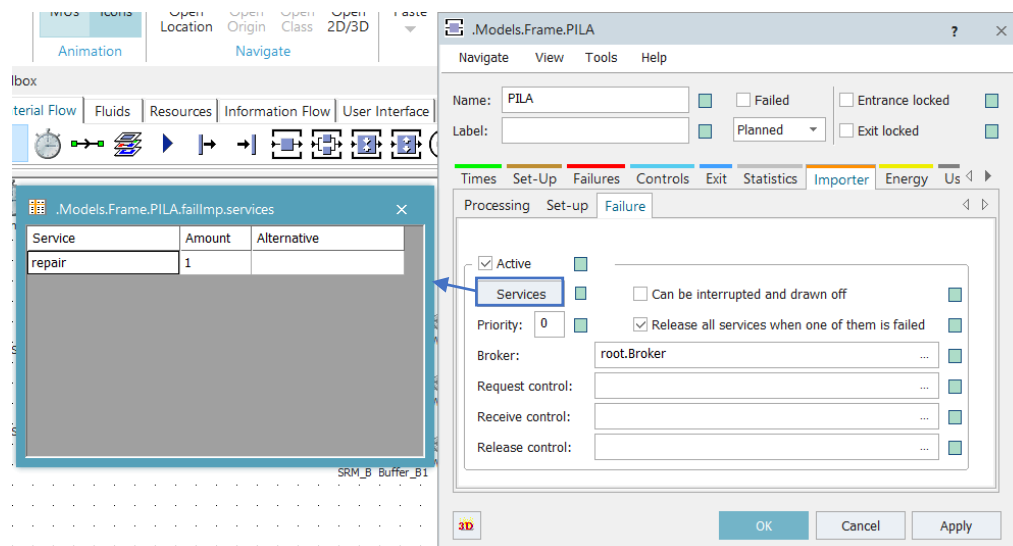 MUs Icons Open Open Open Open Paste
Location Origin Class 2D/3D
Animation Navigate
Material Flow Fluids Resources Information Flow User Interface
.Models.Frame.PILA.failImp.services
Service Amount Alternative
repair 1
SRM_B Buffer_B1
.Models.Frame.PILA ?
Navigate View Tools Help
Name: PILA Failed Entrance locked
Label: Planned Exit locked
Times Set-Up Failures Controls Exit Statistics Importer Energy Us
Processing Set-up Failure
Active
Services Can be interrupted and drawn off
Priority: 0 Release all services when one of them is failed
Broker: root.Broker ...
Request control: ...
Receive control: ...
Release control: ...
3D OK Cancel Apply